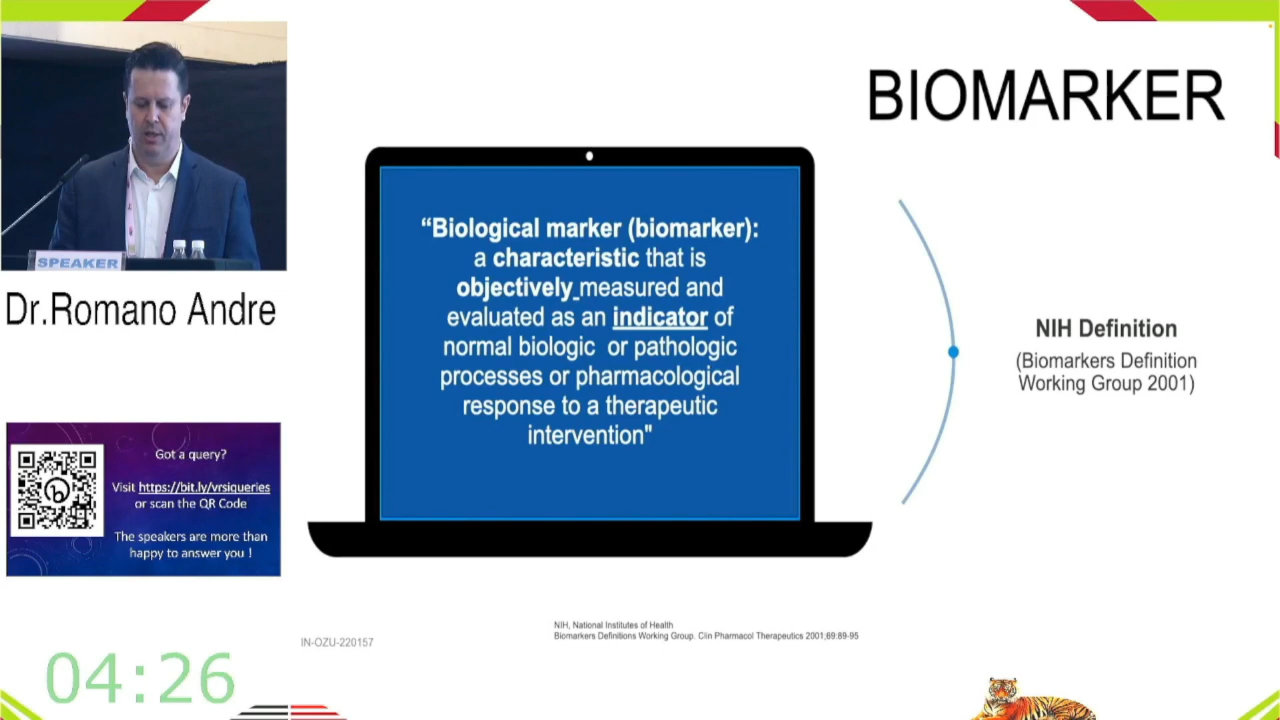 BIOMARKER
SPEAKER
Dr.Romano Andre
“Biological marker (biomarker):
a characteristic that is
objectively measured and
evaluated as an indicator of
normal biologic or pathologic
processes or pharmacological
response to a therapeutic
intervention"
NIH Definition
(Biomarkers Definition
Working Group 2001)
Got a query?
Visit https://bit.ly/vrsiqueries
or scan the QR Code
The speakers are more than
happy to answer you !
NIH, National Institutes of Health
Biomarkers Definitions Working Group. Clin Pharmacol Therapeutics 2001;69:89-95
IN-OZU-220157
04:26